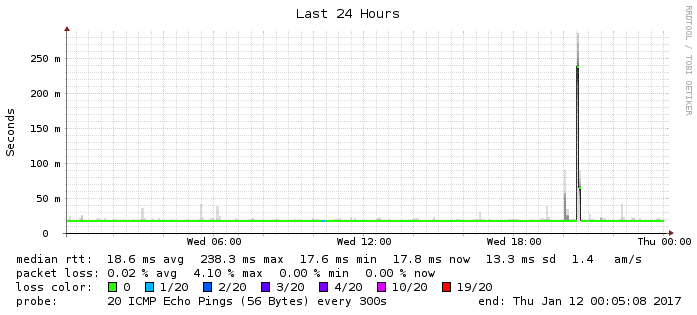 Last 24 Hours
RRDTOOL / TOBI OETIKER
Seconds
250 m
200 m
150 m
100 m
50 m
0
Wed 06:00 Wed 12:00 Wed 18:00 Thu 00:00
median rtt: 18.6 ms avg 238.3 ms max 17.6 ms min 17.8 ms now 13.3 ms sd 1.4 am/s
packet loss: 0.02 % avg 4.10 % max 0.00 % min 0.00 % now
loss color: 0 1/20 2/20 3/20 4/20 10/20 19/20
probe: 20 ICMP Echo Pings (56 Bytes) every 300s end: Thu Jan 12 00:05:08 2017